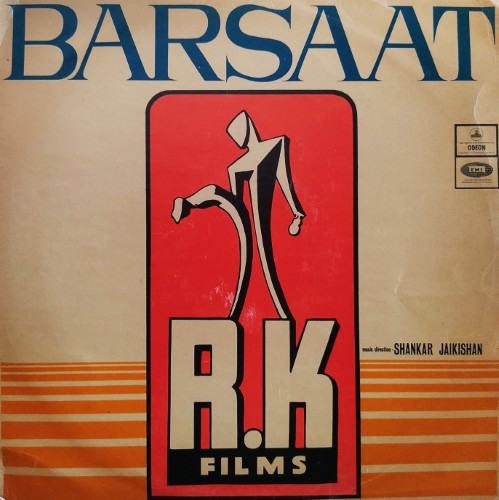 BARSAAT
ODEON
EMI
music direction SHANKAR JAIKISHAN
R.K
FILMS